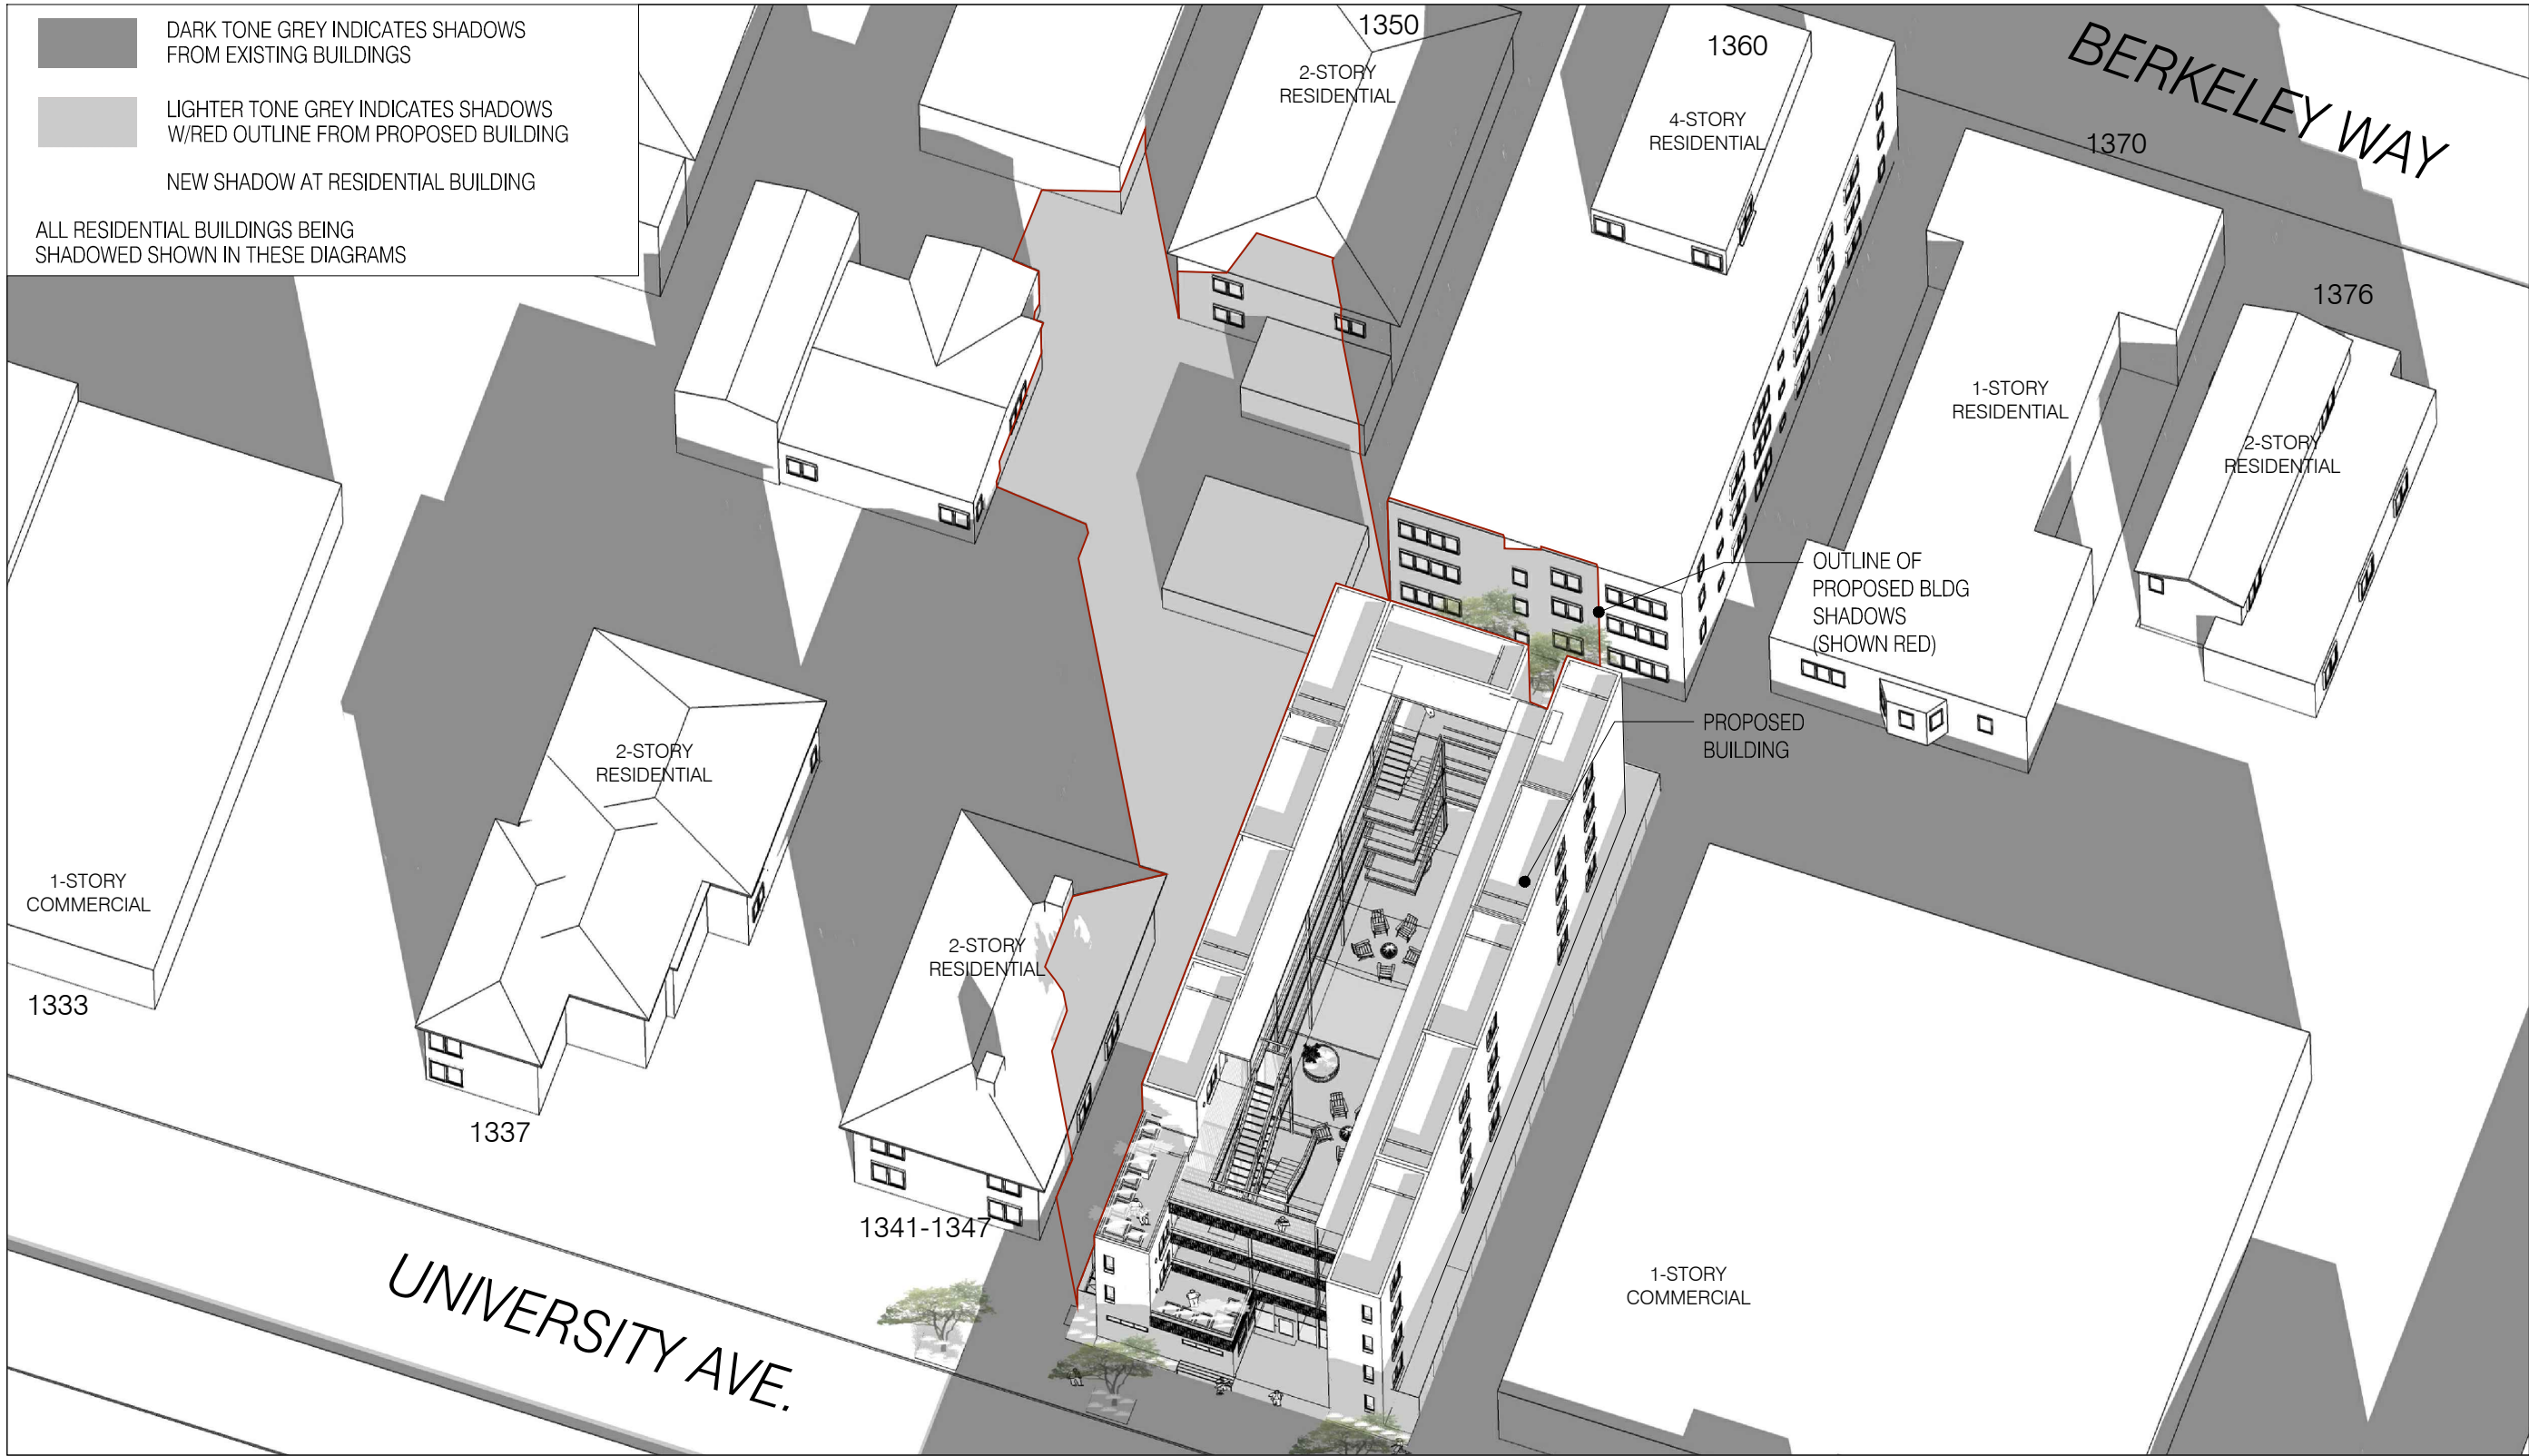 DARK TONE GREY INDICATES SHADOWS
FROM EXISTING BUILDINGS
LIGHTER TONE GREY INDICATES SHADOWS
W/RED OUTLINE FROM PROPOSED BUILDING
NEW SHADOW AT RESIDENTIAL BUILDING
ALL RESIDENTIAL BUILDINGS BEING
SHADOWED SHOWN IN THESE DIAGRAMS
1350
2-STORY
RESIDENTIAL
1360
4-STORY
RESIDENTIAL
BERKELEY WAY
1370
1-STORY
RESIDENTIAL
1376
2-STORY
RESIDENTIAL
OUTLINE OF
PROPOSED BLDG
SHADOWS
(SHOWN RED)
PROPOSED
BUILDING
2-STORY
RESIDENTIAL
1-STORY
COMMERCIAL
1333
2-STORY
RESIDENTIAL
1337
1341-1347
1-STORY
COMMERCIAL
UNIVERSITY AVE.